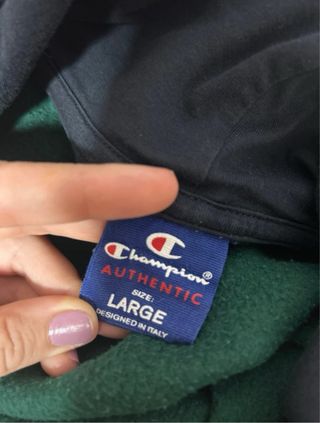 Champion®
AUTHENTIC
SIZE:
LARGE
DESIGNED IN ITALY